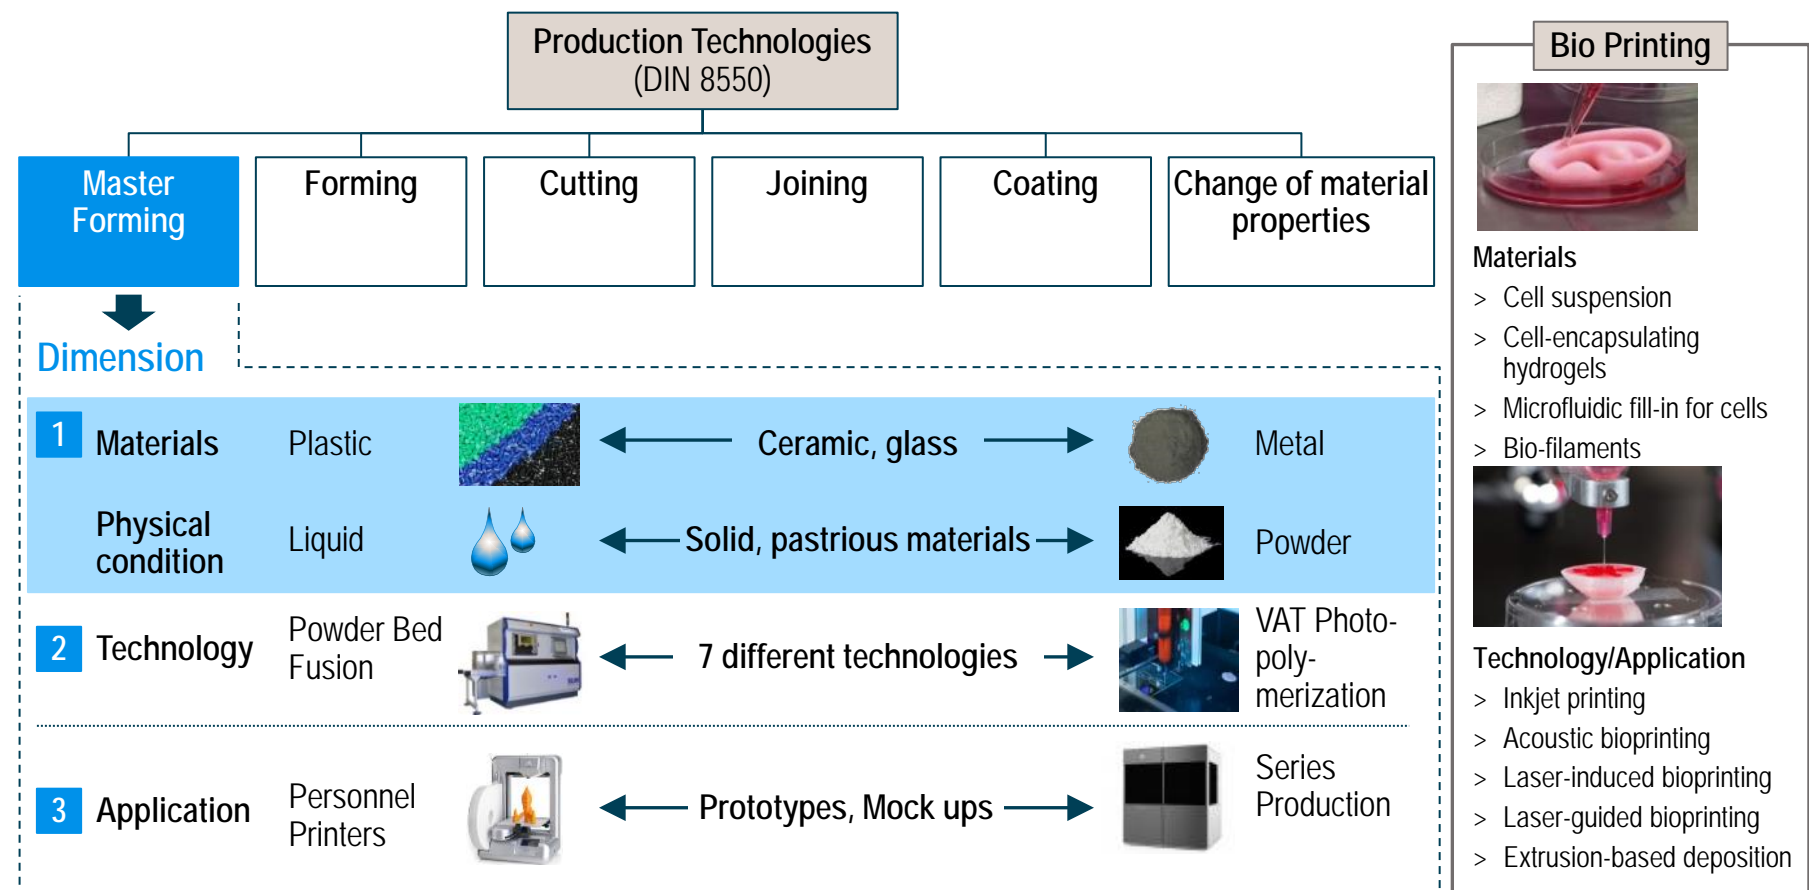 Production Technologies
(DIN 8550)
Master
Forming
Forming
Cutting
Joining
Coating
Change of material
properties
Dimension
1
Materials
Plastic
Ceramic, glass
Metal
Physical
condition
Liquid
Solid, pastrious materials
Powder
2
Technology
Powder Bed
Fusion
7 different technologies
VAT Photo-
poly-
merization
3
Application
Personnel
Printers
Prototypes, Mock ups
Series
Production
Bio Printing
Materials
> Cell suspension
> Cell-encapsulating
hydrogels
> Microfluidic fill-in for cells
> Bio-filaments
Technology/Application
> Inkjet printing
> Acoustic bioprinting
> Laser-induced bioprinting
> Laser-guided bioprinting
> Extrusion-based deposition